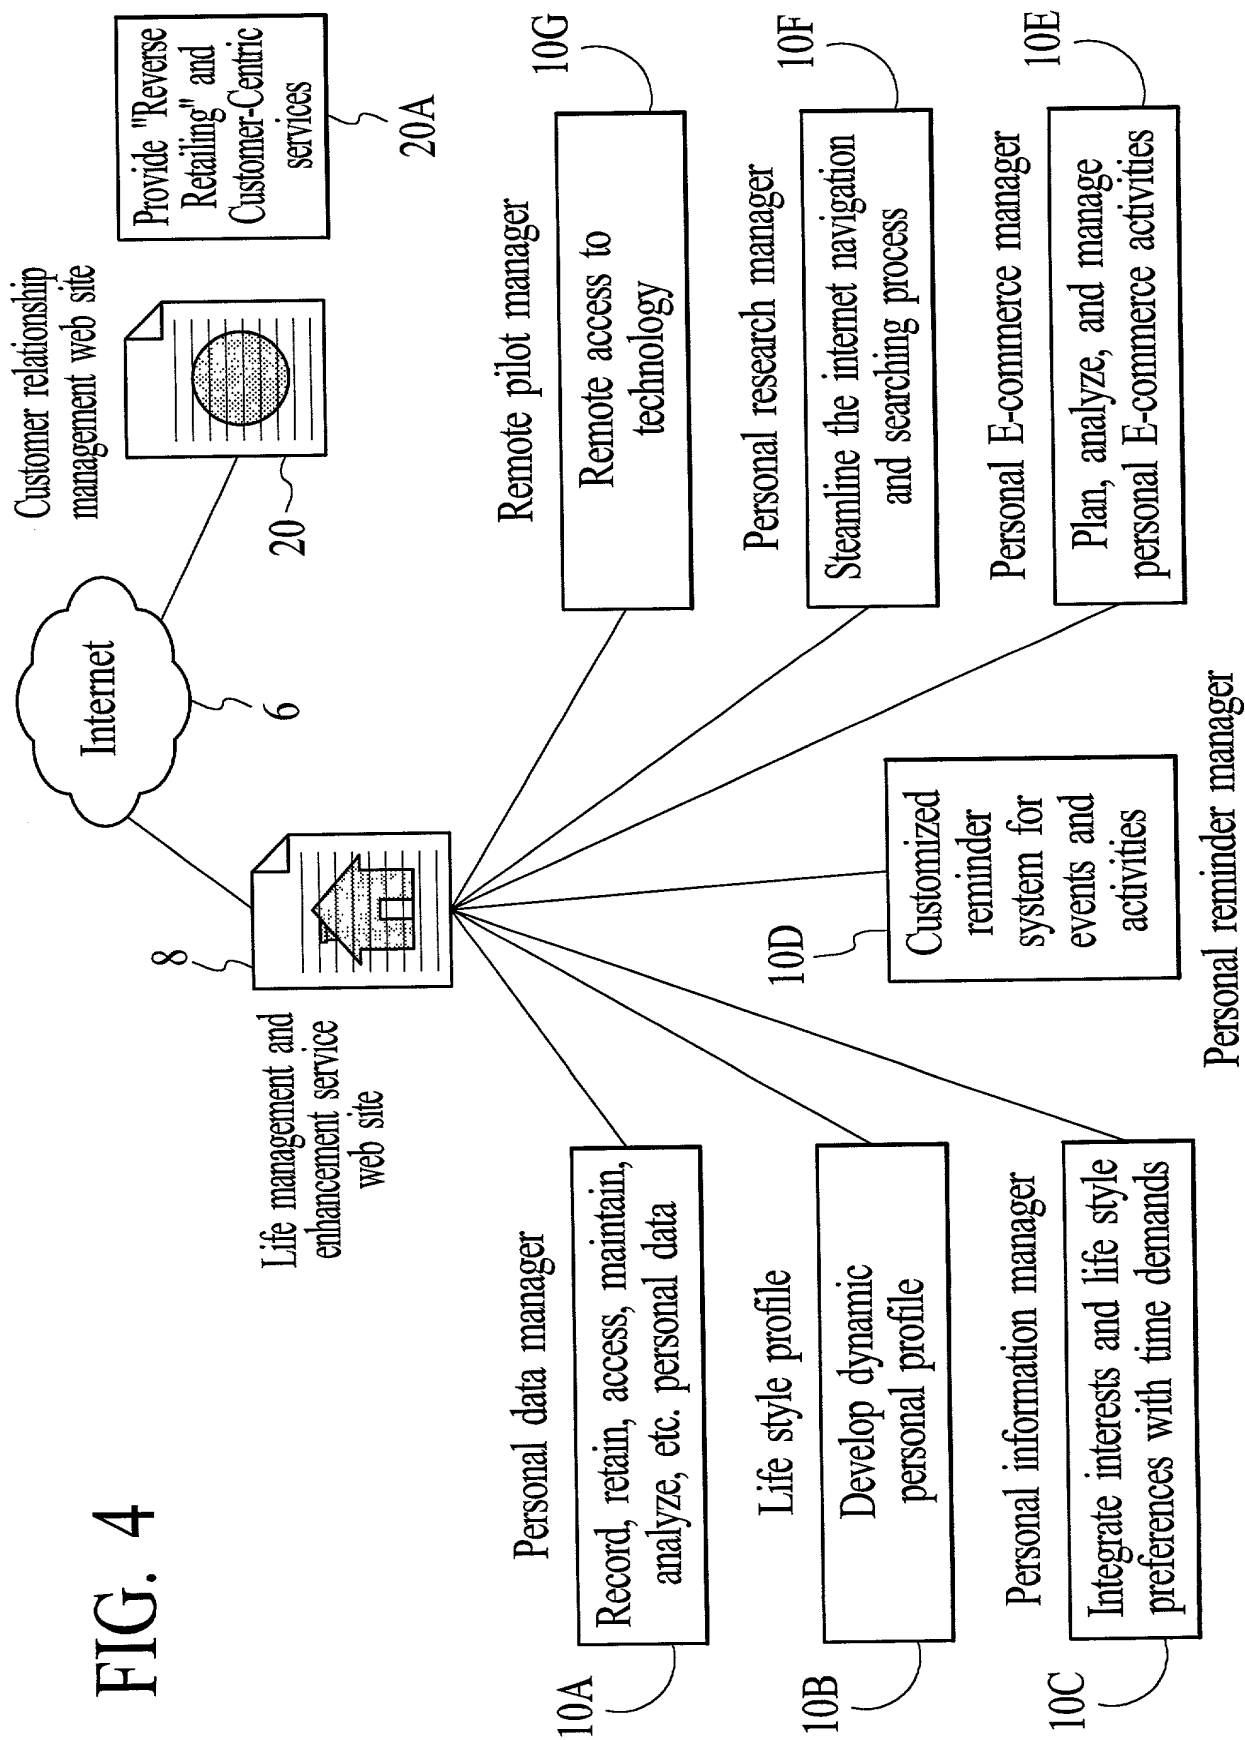 FIG. 4
Internet
6
Customer relationship
management web site
20
Provide "Reverse
Retailing" and
Customer-Centric
services
20A
8
Life management and
enhancement service
web site
Personal data manager
Record, retain, access, maintain,
analyze, etc. personal data
10A
Life style profile
Develop dynamic
personal profile
10B
Personal information manager
Integrate interests and life style
preferences with time demands
10C
10D
Customized
reminder
system for
events and
activities
Personal reminder manager
Remote pilot manager
Remote access to
technology
10G
Personal research manager
Steamline the internet navigation
and searching process
10F
Personal E-commerce manager
Plan, analyze, and manage
personal E-commerce activities
10E